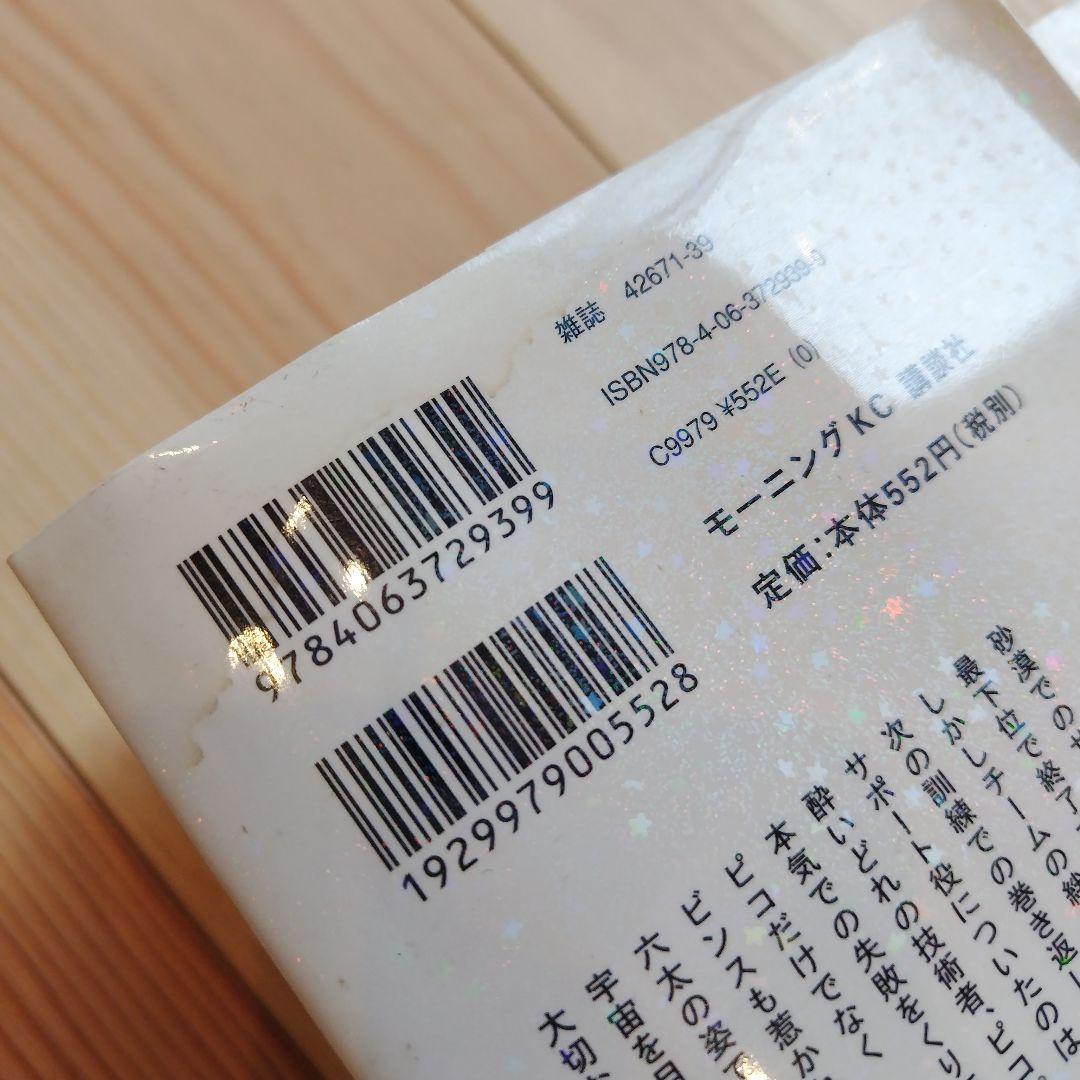 雑誌 42671-39
ISBN978-4-06-372939-9
C9979 ¥552E (0)
モーニングKC 講談社
定価:本体552円(税別)
9784063729399
1929979005528
砂漠での
最下位で終了
しかしチームの
次の訓練での巻き返し
サポート役についたのは
酔いどれの技術者、ピコ
本気での失敗をくり
ピコだけでなく
ビンスも惹か
六太の姿
宇宙を
大切